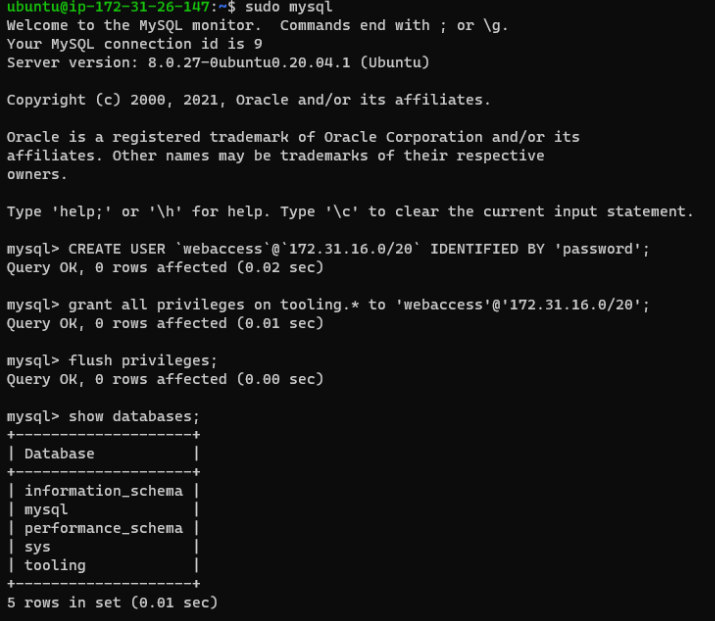 ubuntu@ip-172-31-26-147:~$ sudo mysql
Welcome to the MySQL monitor.  Commands end with ; or \g.
Your MySQL connection id is 9
Server version: 8.0.27-0ubuntu0.20.04.1 (Ubuntu)

Copyright (c) 2000, 2021, Oracle and/or its affiliates.

Oracle is a registered trademark of Oracle Corporation and/or its
affiliates. Other names may be trademarks of their respective
owners.

Type 'help;' or '\h' for help. Type '\c' to clear the current input statement.

mysql> CREATE USER `webaccess`@`172.31.16.0/20` IDENTIFIED BY 'password';
Query OK, 0 rows affected (0.02 sec)

mysql> grant all privileges on tooling.* to 'webaccess'@'172.31.16.0/20';
Query OK, 0 rows affected (0.01 sec)

mysql> flush privileges;
Query OK, 0 rows affected (0.00 sec)

mysql> show databases;
+--------------------+
| Database           |
+--------------------+
| information_schema |
| mysql              |
| performance_schema |
| sys                |
| tooling            |
+--------------------+
5 rows in set (0.01 sec)